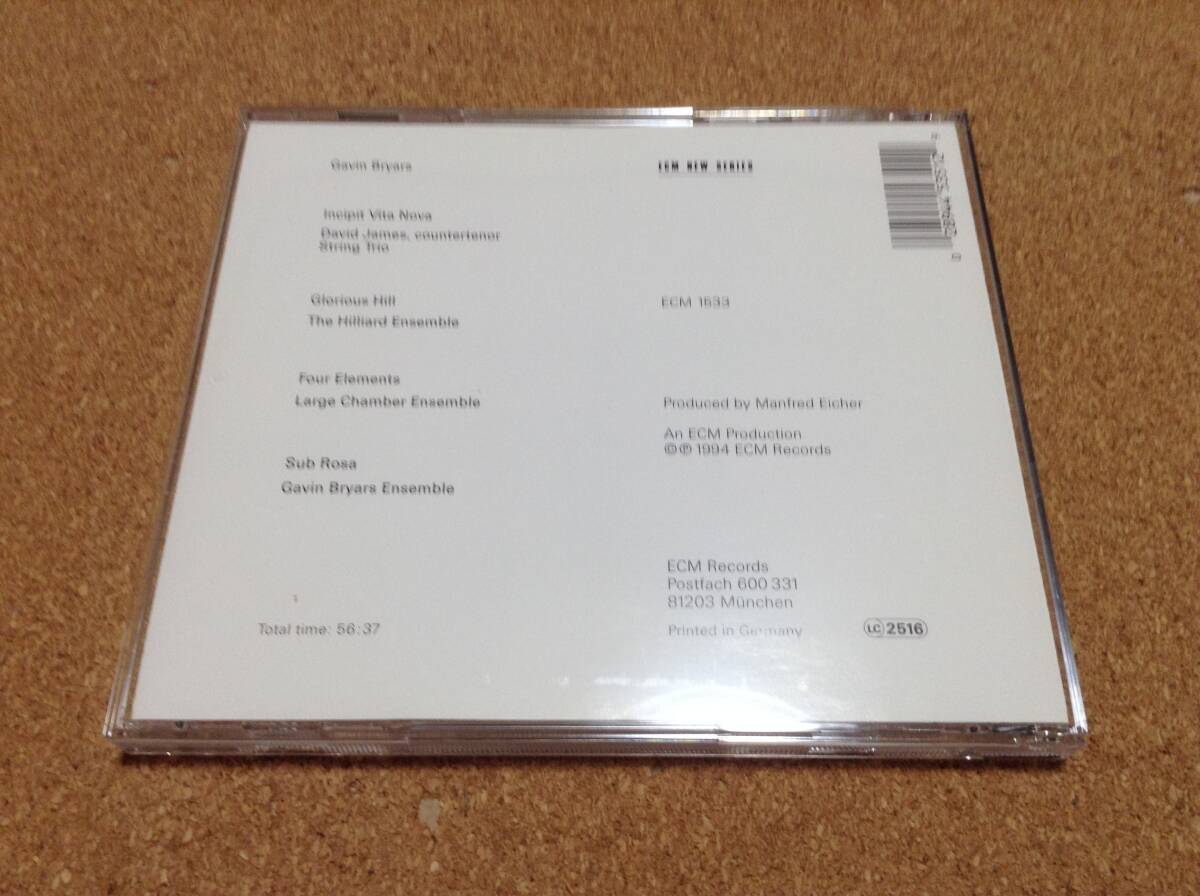 Gavin Bryars
ECM NEW SERIES
Incipit Vita Nova
David James, countertenor
String Trio
Glorious Hill
The Hilliard Ensemble
ECM 1533
Four Elements
Large Chamber Ensemble
Produced by Manfred Eicher
An ECM Production
©℗ 1994 ECM Records
Sub Rosa
Gavin Bryars Ensemble
ECM Records
Postfach 600 331
81203 München
Total time: 56:37
Printed in Germany
LC 2516